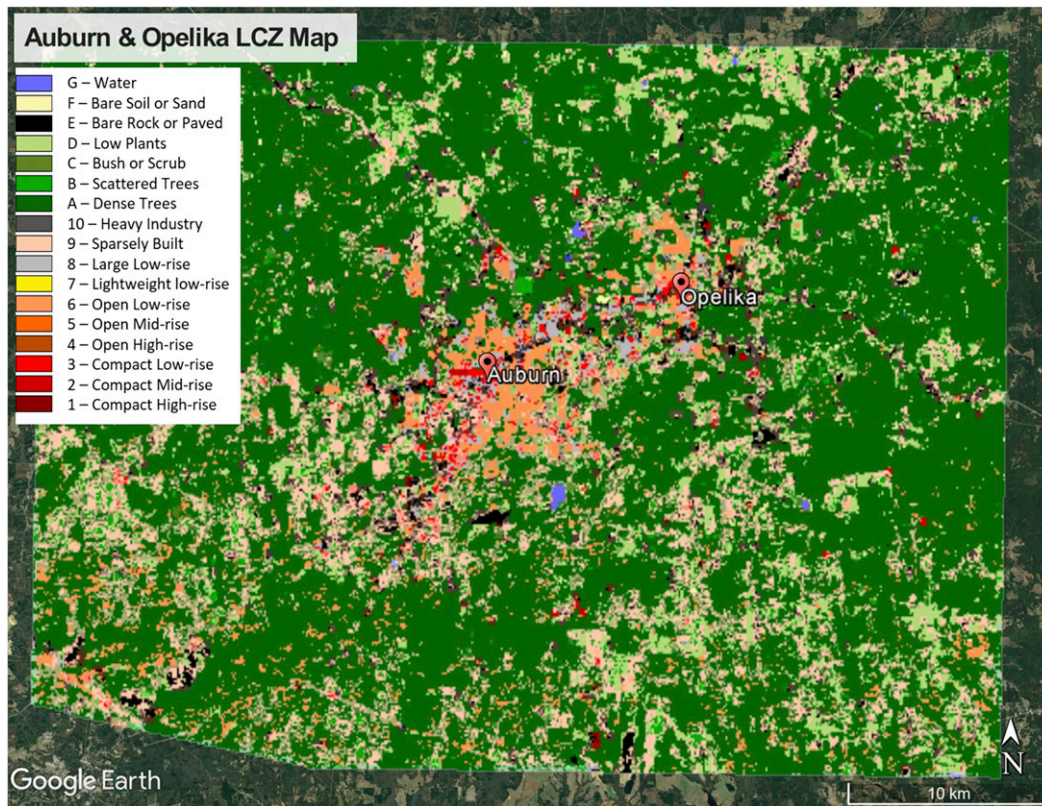 Auburn & Opelika LCZ Map
G – Water
F – Bare Soil or Sand
E – Bare Rock or Paved
D – Low Plants
C – Bush or Scrub
B – Scattered Trees
A – Dense Trees
10 – Heavy Industry
9 – Sparsely Built
8 – Large Low-rise
7 – Lightweight low-rise
6 – Open Low-rise
5 – Open Mid-rise
4 – Open High-rise
3 – Compact Low-rise
2 – Compact Mid-rise
1 – Compact High-rise
Opelika
Auburn
Google Earth
N
10 km